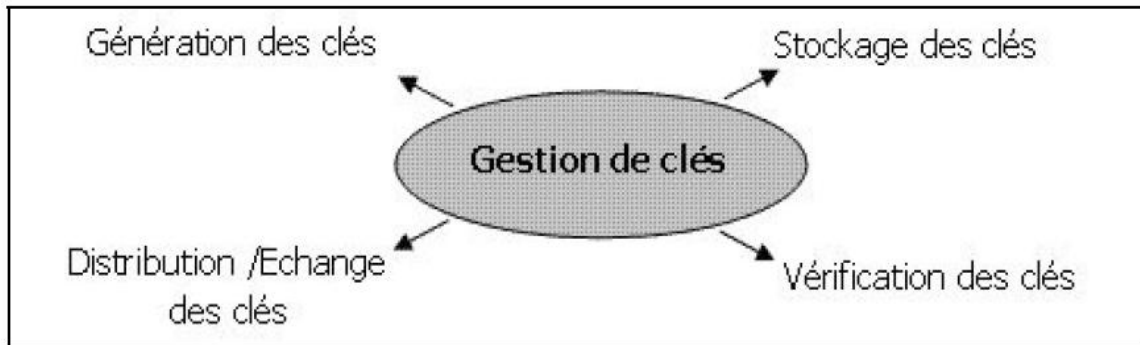 Génération des clés
Stockage des clés
Gestion de clés
Distribution /Echange
des clés
Vérification des clés